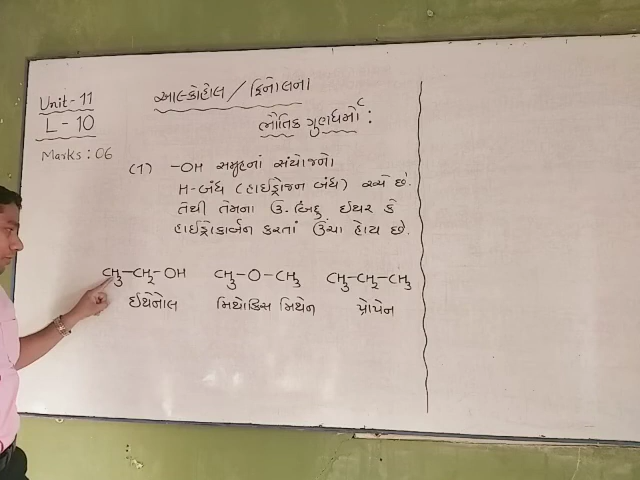 Unit - 11
L - 10
Marks : 06
આલ્કોહોલ / ફિનોલના
ભૌતિક ગુણધર્મો :
(1) -OH સમૂહનાં સંયોજનો
H-બંધ (હાઈડ્રોજન બંધ) રચે છે.
તેથી તેમના ઉ.બિંદુ ઈથર કે
હાઈડ્રોકાર્બન કરતાં ઊંચા હોય છે.
CH₃-CH₂-OH CH₃-O-CH₃ CH₃-CH₂-CH₃
ઈથેનોલ મિથોક્સિ મિથેન પ્રોપેન